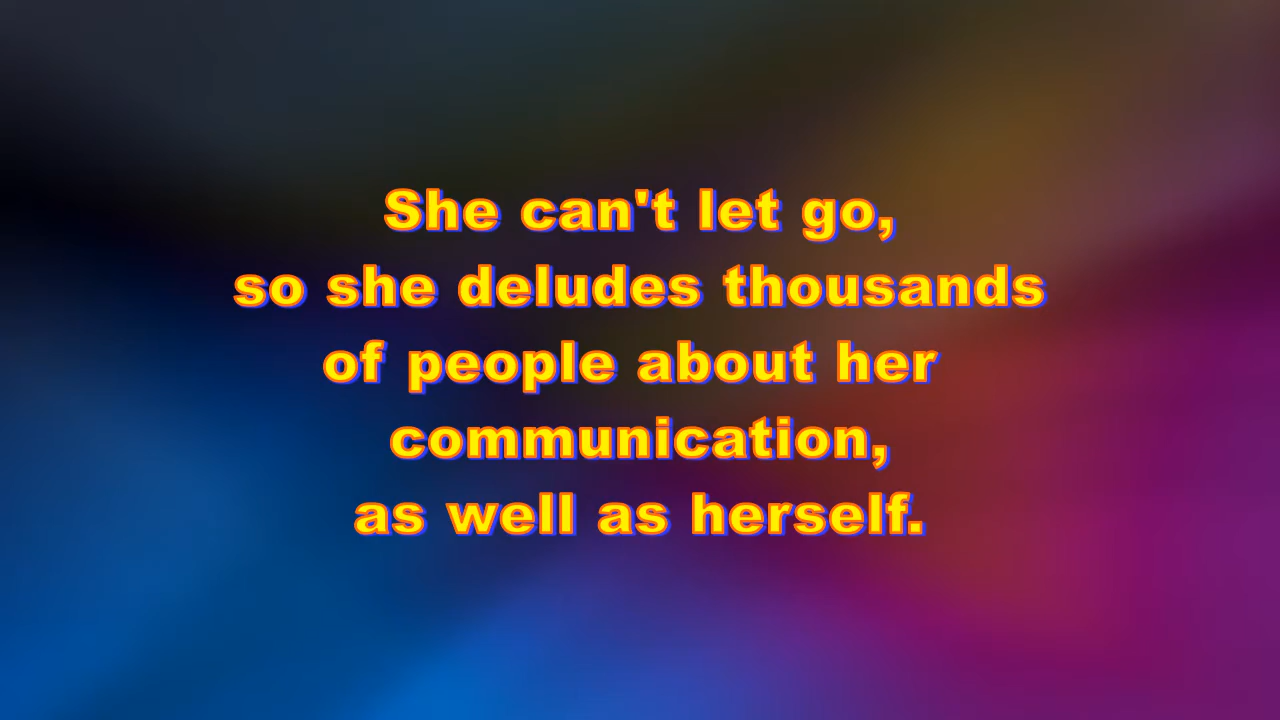 She can't let go,
so she deludes thousands
of people about her
communication,
as well as herself.